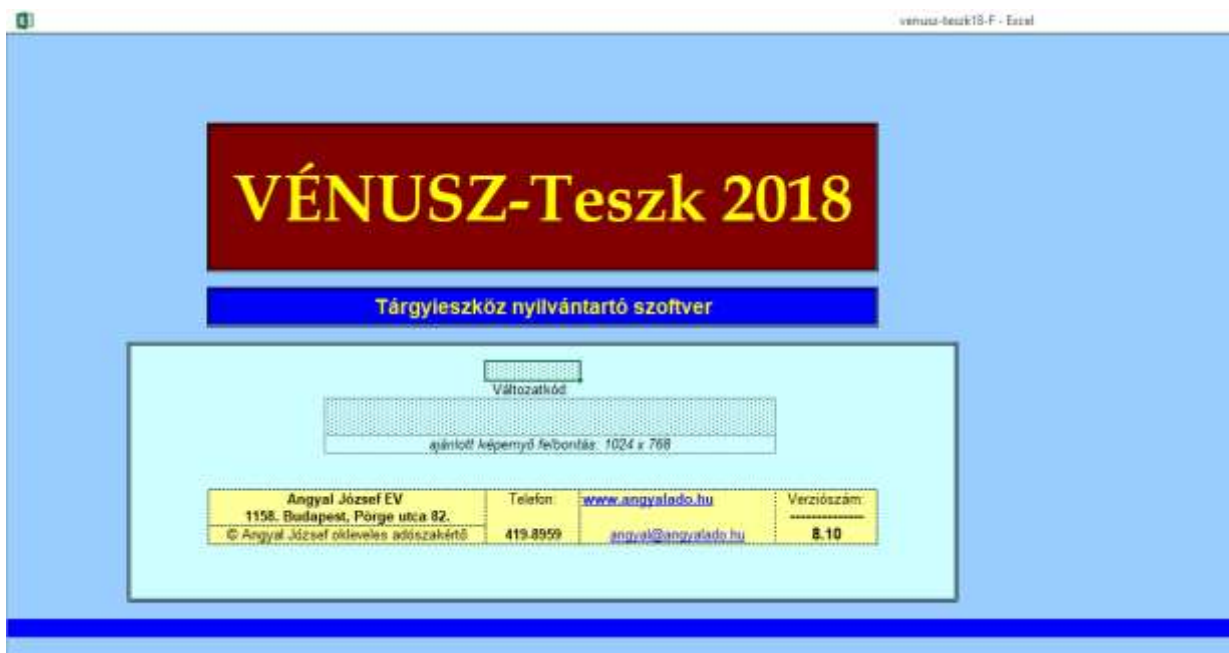 venusz-teszk18-F - Excel
VÉNUSZ-Teszk 2018
Tárgyieszköz nyilvántartó szoftver
Változatkód
ajánlott képernyő felbontás: 1024 x 768
Angyal József EV
1158. Budapest, Pörge utca 82.
© Angyal József okleveles adószakértő
Telefon:
419-8959
www.angyalado.hu
angyal@angyalado.hu
Verziószám:
--------------
8.10